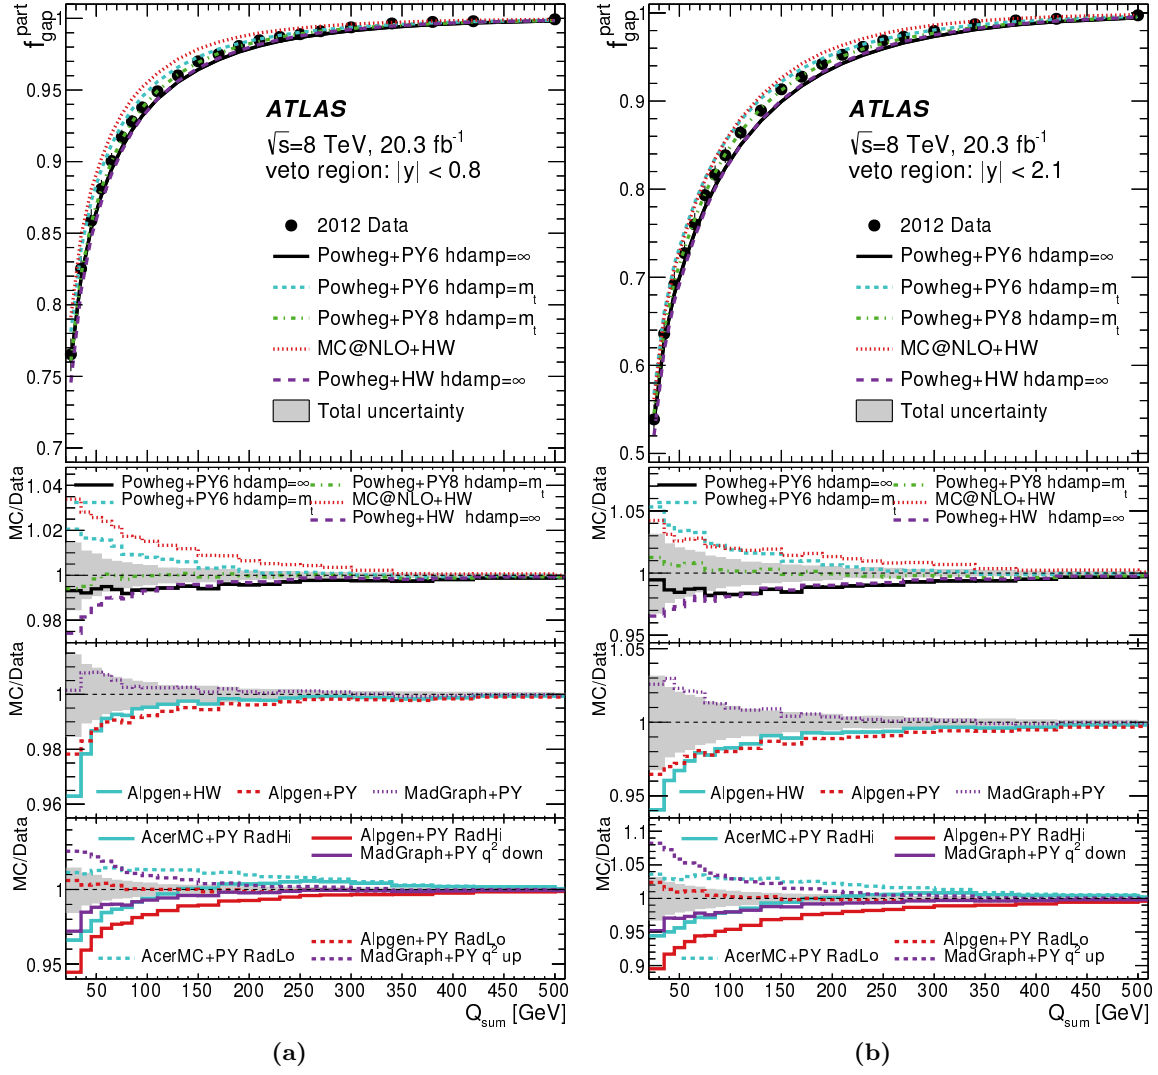 f_gap^part
1
0.95
0.9
0.85
0.8
0.75
0.7
ATLAS
√s=8 TeV, 20.3 fb⁻¹
veto region: |y| < 0.8
2012 Data
Powheg+PY6 hdamp=∞
Powheg+PY6 hdamp=m_t
Powheg+PY8 hdamp=m_t
MC@NLO+HW
Powheg+HW hdamp=∞
Total uncertainty
MC/Data
1.04
1.02
1
0.98
Powheg+PY6 hdamp=∞
Powheg+PY6 hdamp=m_t
Powheg+PY8 hdamp=m_t
MC@NLO+HW
Powheg+HW hdamp=∞
MC/Data
1
0.98
0.96
Alpgen+HW
Alpgen+PY
MadGraph+PY
MC/Data
1
0.95
AcerMC+PY RadHi
Alpgen+PY RadHi
MadGraph+PY q² down
AcerMC+PY RadLo
Alpgen+PY RadLo
MadGraph+PY q² up
50 100 150 200 250 300 350 400 450 500
Q_sum [GeV]
(a)
f_gap^part
1
0.9
0.8
0.7
0.6
0.5
ATLAS
√s=8 TeV, 20.3 fb⁻¹
veto region: |y| < 2.1
2012 Data
Powheg+PY6 hdamp=∞
Powheg+PY6 hdamp=m_t
Powheg+PY8 hdamp=m_t
MC@NLO+HW
Powheg+HW hdamp=∞
Total uncertainty
MC/Data
1.05
1
0.95
Powheg+PY6 hdamp=∞
Powheg+PY6 hdamp=m_t
Powheg+PY8 hdamp=m_t
MC@NLO+HW
Powheg+HW hdamp=∞
MC/Data
1.05
1
0.95
Alpgen+HW
Alpgen+PY
MadGraph+PY
MC/Data
1.1
1.05
1
0.95
0.9
AcerMC+PY RadHi
Alpgen+PY RadHi
MadGraph+PY q² down
AcerMC+PY RadLo
Alpgen+PY RadLo
MadGraph+PY q² up
50 100 150 200 250 300 350 400 450 500
Q_sum [GeV]
(b)